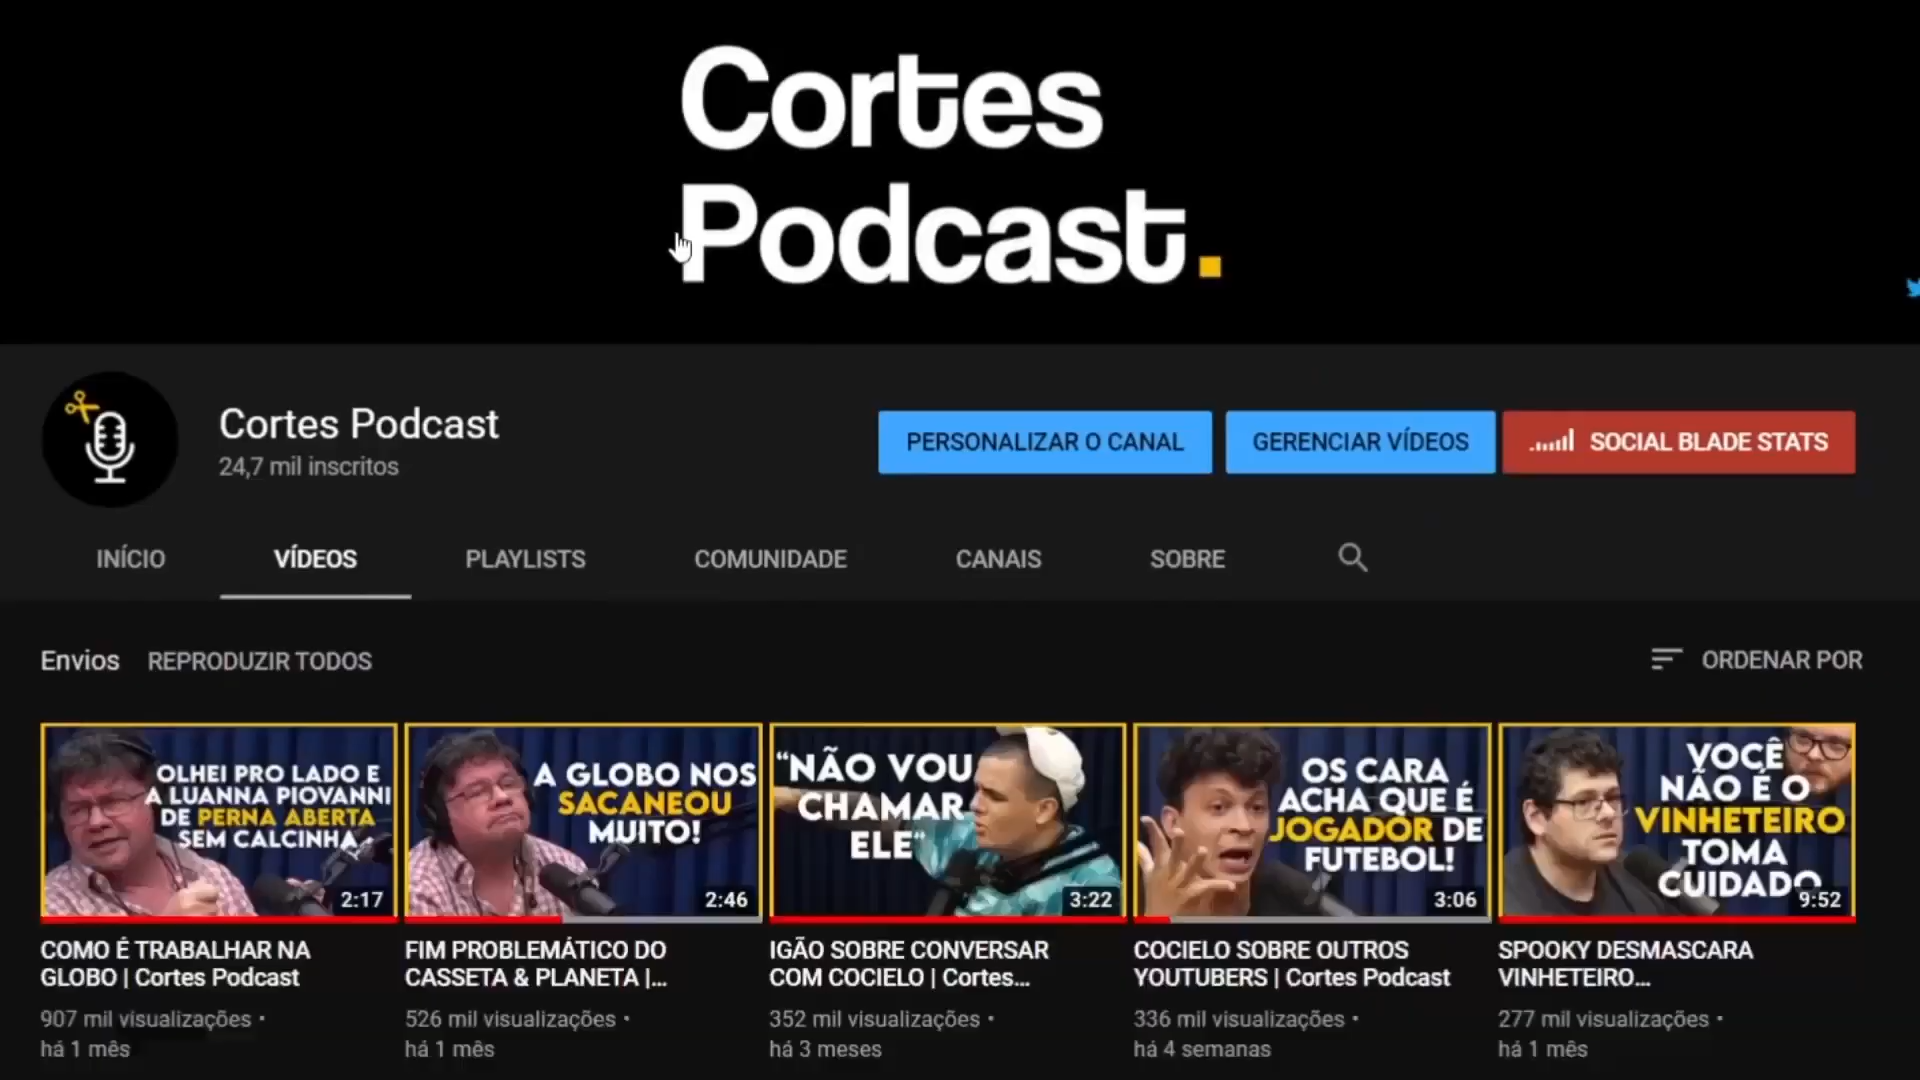 Cortes
Podcast.
Cortes Podcast
24,7 mil inscritos
PERSONALIZAR O CANAL
GERENCIAR VÍDEOS
SOCIAL BLADE STATS
INÍCIO
VÍDEOS
PLAYLISTS
COMUNIDADE
CANAIS
SOBRE
Envios
REPRODUZIR TODOS
ORDENAR POR
OLHEI PRO LADO E
A LUANNA PIOVANNI
DE PERNA ABERTA
SEM CALCINHA
2:17
COMO É TRABALHAR NA
GLOBO | Cortes Podcast
907 mil visualizações •
há 1 mês
A GLOBO NOS
SACANEOU
MUITO!
2:46
FIM PROBLEMÁTICO DO
CASSETA & PLANETA |...
526 mil visualizações •
há 1 mês
“NÃO VOU
CHAMAR
ELE”
3:22
IGÃO SOBRE CONVERSAR
COM COCIELO | Cortes...
352 mil visualizações •
há 3 meses
OS CARA
ACHA QUE É
JOGADOR DE
FUTEBOL!
3:06
COCIELO SOBRE OUTROS
YOUTUBERS | Cortes Podcast
336 mil visualizações •
há 4 semanas
VOCÊ
NÃO É O
VINHETEIRO
TOMA
CUIDADO
9:52
SPOOKY DESMASCARA
VINHETEIRO...
277 mil visualizações •
há 1 mês